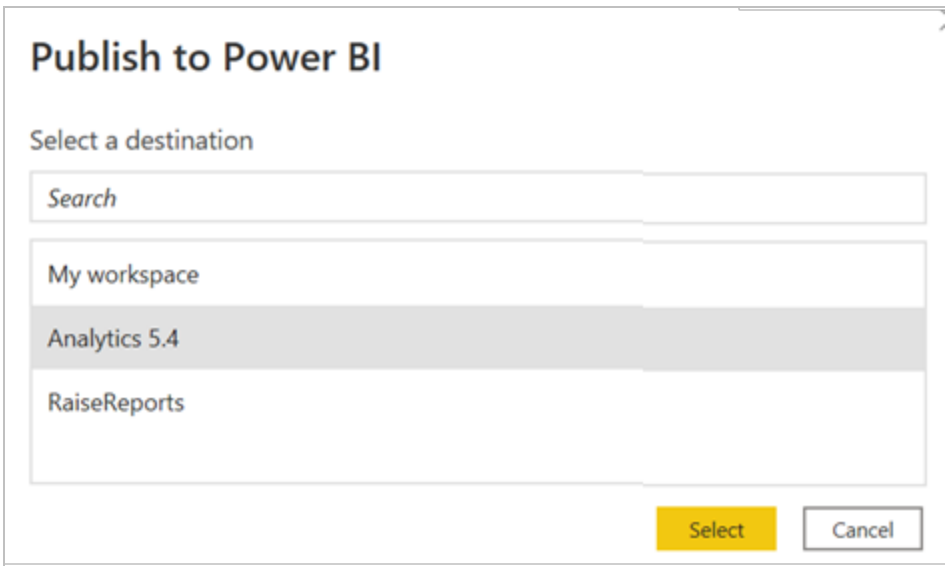 Publish to Power BI
Select a destination
Search
My workspace
Analytics 5.4
RaiseReports
Select Cancel